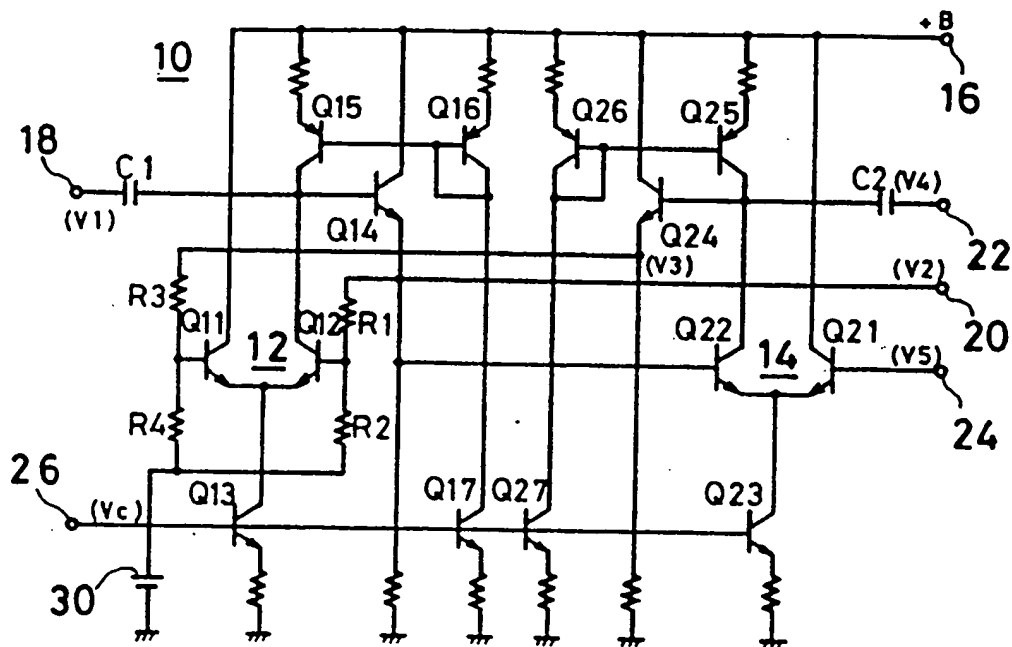 +B
10
16
Q15
Q16
Q26
Q25
18
C1
(V1)
C2
(V4)
22
Q14
Q24
(V3)
(V2)
20
R3
Q11
12
Q12
R1
Q22
14
Q21
(V5)
24
R4
R2
26
(Vc)
Q13
Q17
Q27
Q23
30